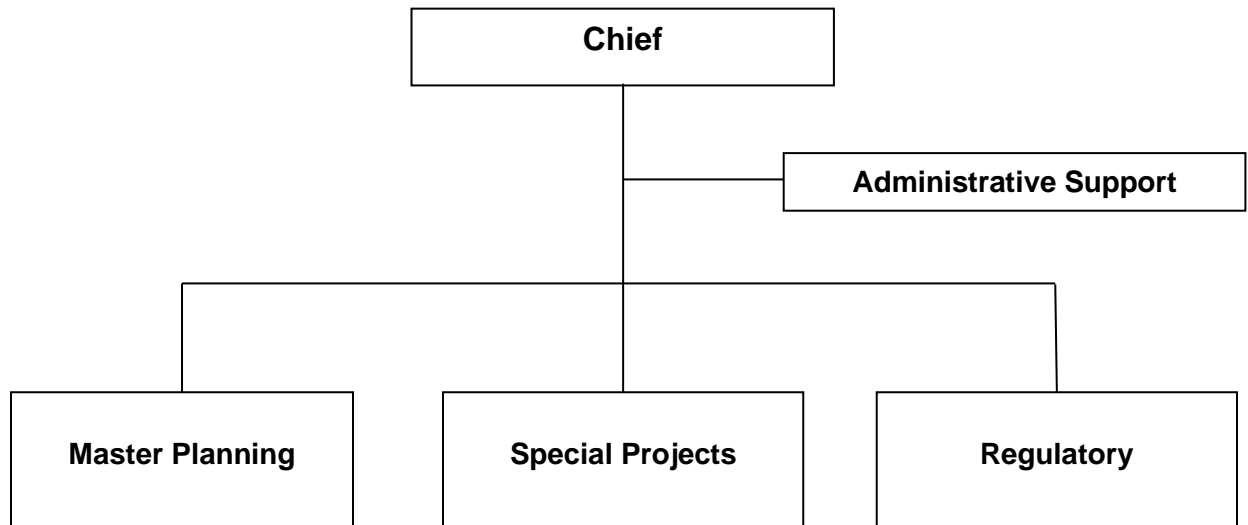 Chief
Administrative Support
Master Planning
Special Projects
Regulatory